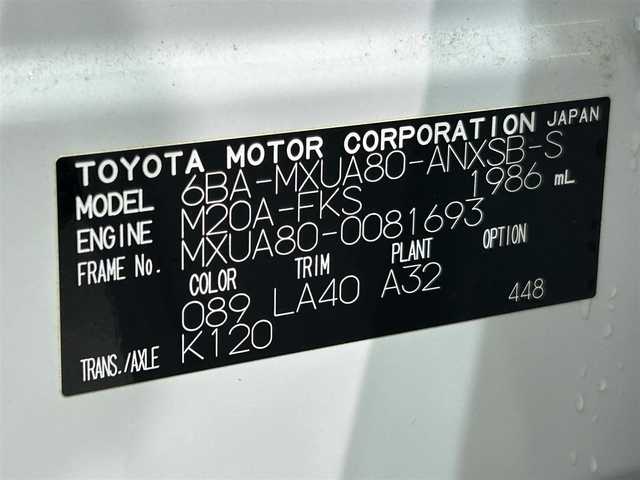 TOYOTA MOTOR CORPORATION JAPAN
MODEL 6BA-MXUA80-ANXSB-S
ENGINE M20A-FKS 1986 mL
FRAME No. MXUA80-0081693
COLOR TRIM PLANT OPTION
089 LA40 A32 448
TRANS./AXLE K120